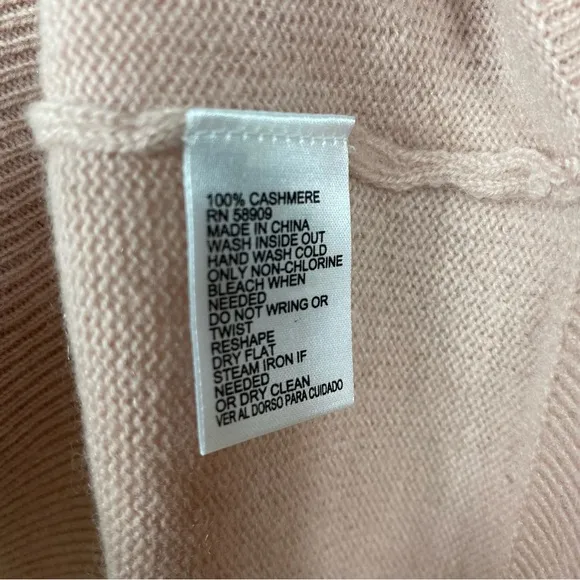 100% CASHMERE
RN 58909
MADE IN CHINA
WASH INSIDE OUT
HAND WASH COLD
ONLY NON-CHLORINE
BLEACH WHEN
NEEDED
DO NOT WRING OR
TWIST
RESHAPE
DRY FLAT
STEAM IRON IF
NEEDED
OR DRY CLEAN
VER AL DORSO PARA CUIDADO